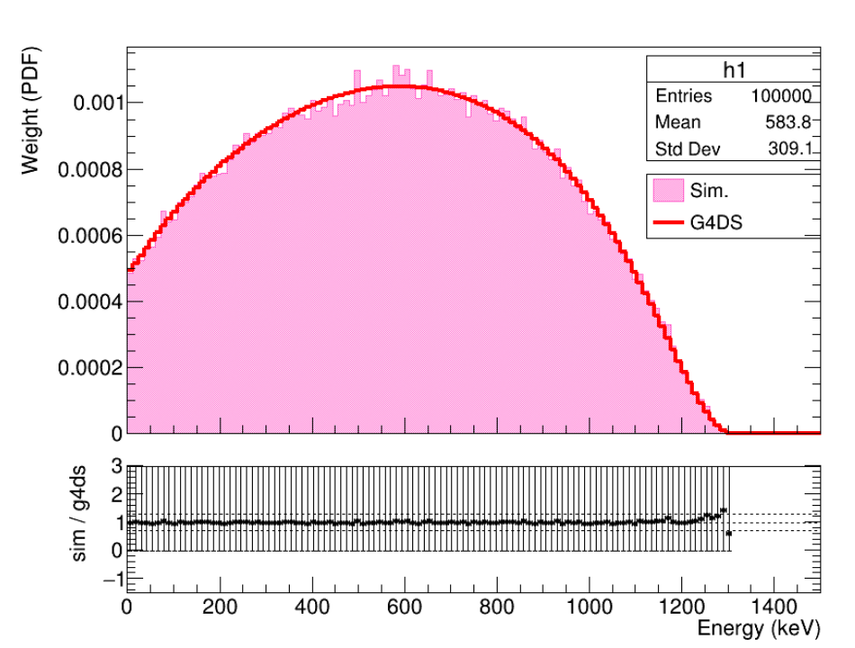 Weight (PDF)
0.001
0.0008
0.0006
0.0004
0.0002
0
h1
Entries 100000
Mean 583.8
Std Dev 309.1
Sim.
G4DS
sim / g4ds
3
2
1
0
−1
0 200 400 600 800 1000 1200 1400
Energy (keV)